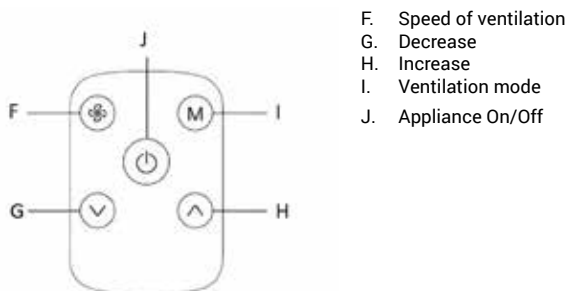 J
F
M
I
G
H
F. Speed of ventilation
G. Decrease
H. Increase
I. Ventilation mode
J. Appliance On/Off